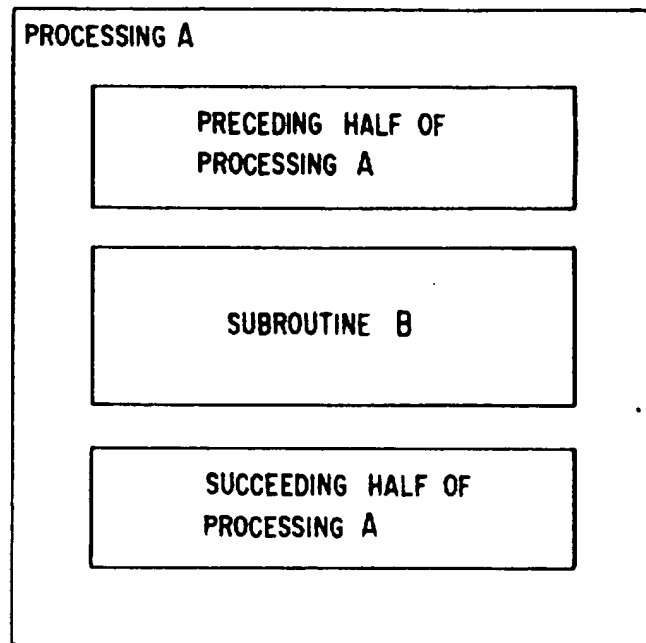 PROCESSING A
PRECEDING HALF OF
PROCESSING A
SUBROUTINE B
SUCCEEDING HALF OF
PROCESSING A